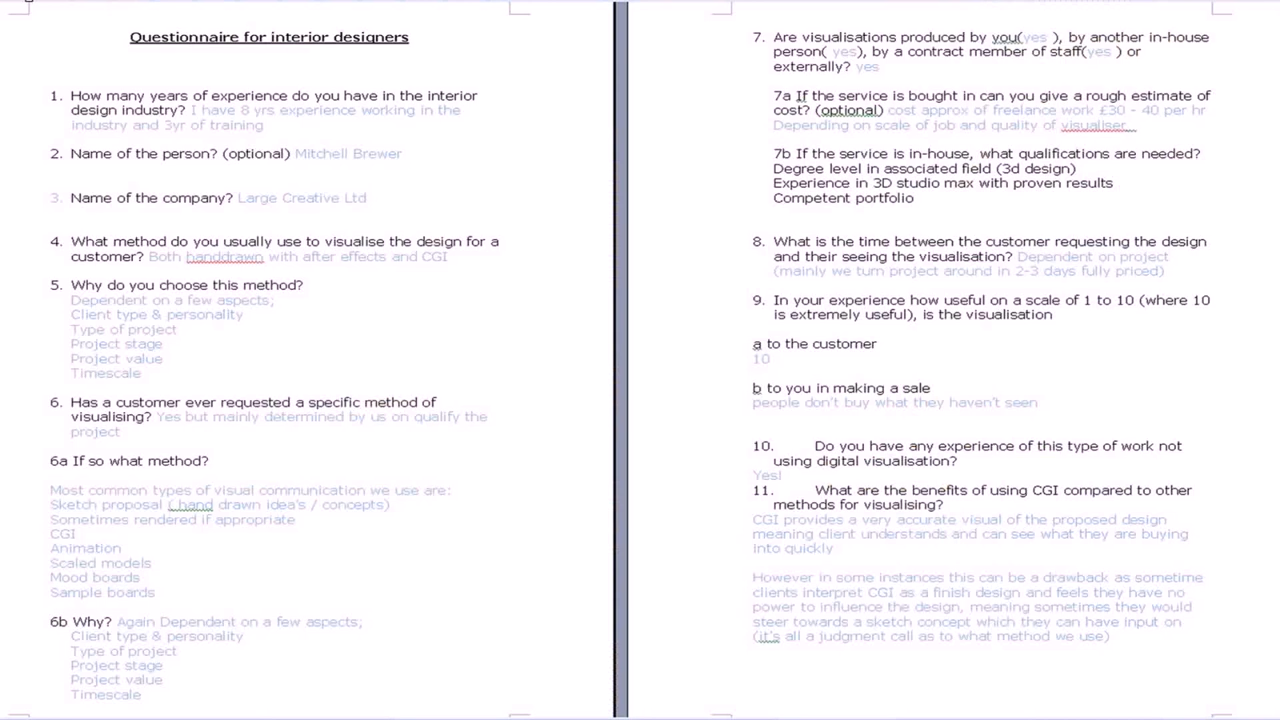 Questionnaire for interior designers
1. How many years of experience do you have in the interior
design industry? I have 8 yrs experience working in the
industry and 3yr of training
2. Name of the person? (optional) Mitchell Brewer
3. Name of the company? Large Creative Ltd
4. What method do you usually use to visualise the design for a
customer? Both handdrawn with after effects and CGI
5. Why do you choose this method?
Dependent on a few aspects;
Client type & personality
Type of project
Project stage
Project value
Timescale
6. Has a customer ever requested a specific method of
visualising? Yes but mainly determined by us on qualify the
project
6a If so what method?
Most common types of visual communication we use are:
Sketch proposal ( hand drawn idea's / concepts)
Sometimes rendered if appropriate
CGI
Animation
Scaled models
Mood boards
Sample boards
6b Why? Again Dependent on a few aspects;
Client type & personality
Type of project
Project stage
Project value
Timescale
7. Are visualisations produced by you(yes ), by another in-house
person( yes), by a contract member of staff(yes ) or
externally? yes
7a If the service is bought in can you give a rough estimate of
cost? (optional) cost approx of freelance work £30 - 40 per hr
Depending on scale of job and quality of visualiser
7b If the service is in-house, what qualifications are needed?
Degree level in associated field (3d design)
Experience in 3D studio max with proven results
Competent portfolio
8. What is the time between the customer requesting the design
and their seeing the visualisation? Dependent on project
(mainly we turn project around in 2-3 days fully priced)
9. In your experience how useful on a scale of 1 to 10 (where 10
is extremely useful), is the visualisation
a to the customer
10
b to you in making a sale
people don't buy what they haven't seen
10. Do you have any experience of this type of work not
using digital visualisation?
Yes!
11. What are the benefits of using CGI compared to other
methods for visualising?
CGI provides a very accurate visual of the proposed design
meaning client understands and can see what they are buying
into quickly
However in some instances this can be a drawback as sometime
clients interpret CGI as a finish design and feels they have no
power to influence the design, meaning sometimes they would
steer towards a sketch concept which they can have input on
(it's all a judgment call as to what method we use)